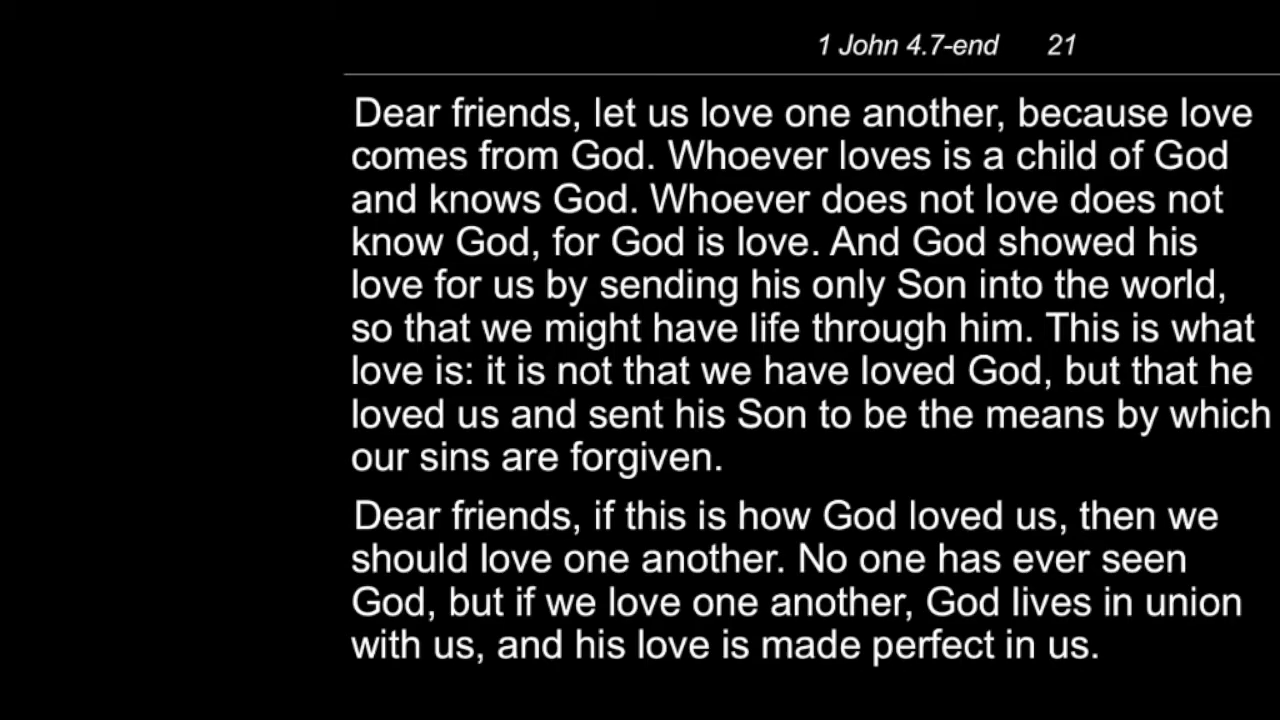 1 John 4.7-end 21
Dear friends, let us love one another, because love
comes from God. Whoever loves is a child of God
and knows God. Whoever does not love does not
know God, for God is love. And God showed his
love for us by sending his only Son into the world,
so that we might have life through him. This is what
love is: it is not that we have loved God, but that he
loved us and sent his Son to be the means by which
our sins are forgiven.
Dear friends, if this is how God loved us, then we
should love one another. No one has ever seen
God, but if we love one another, God lives in union
with us, and his love is made perfect in us.